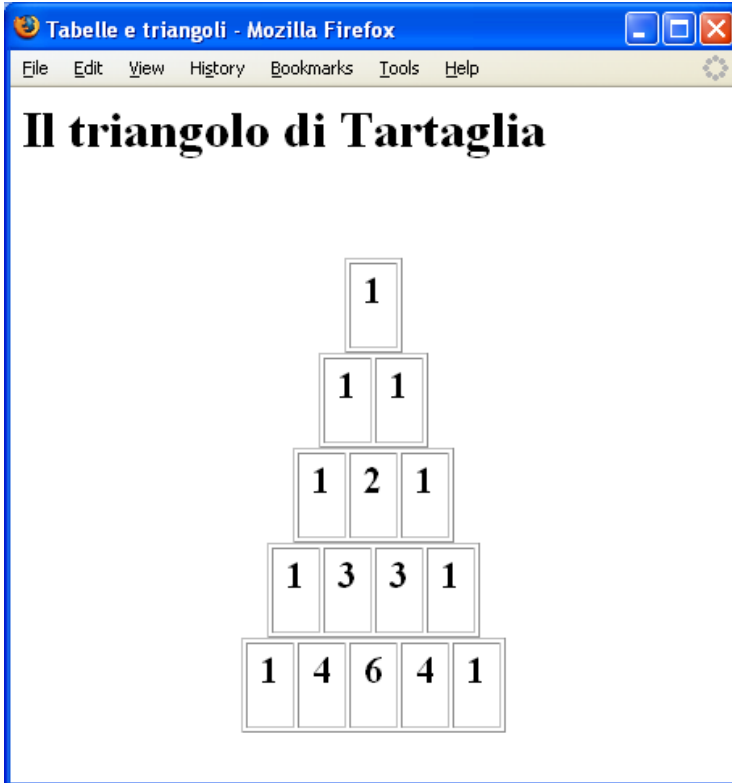 Tabelle e triangoli - Mozilla Firefox
File Edit View History Bookmarks Tools Help
Il triangolo di Tartaglia
1
1 1
1 2 1
1 3 3 1
1 4 6 4 1